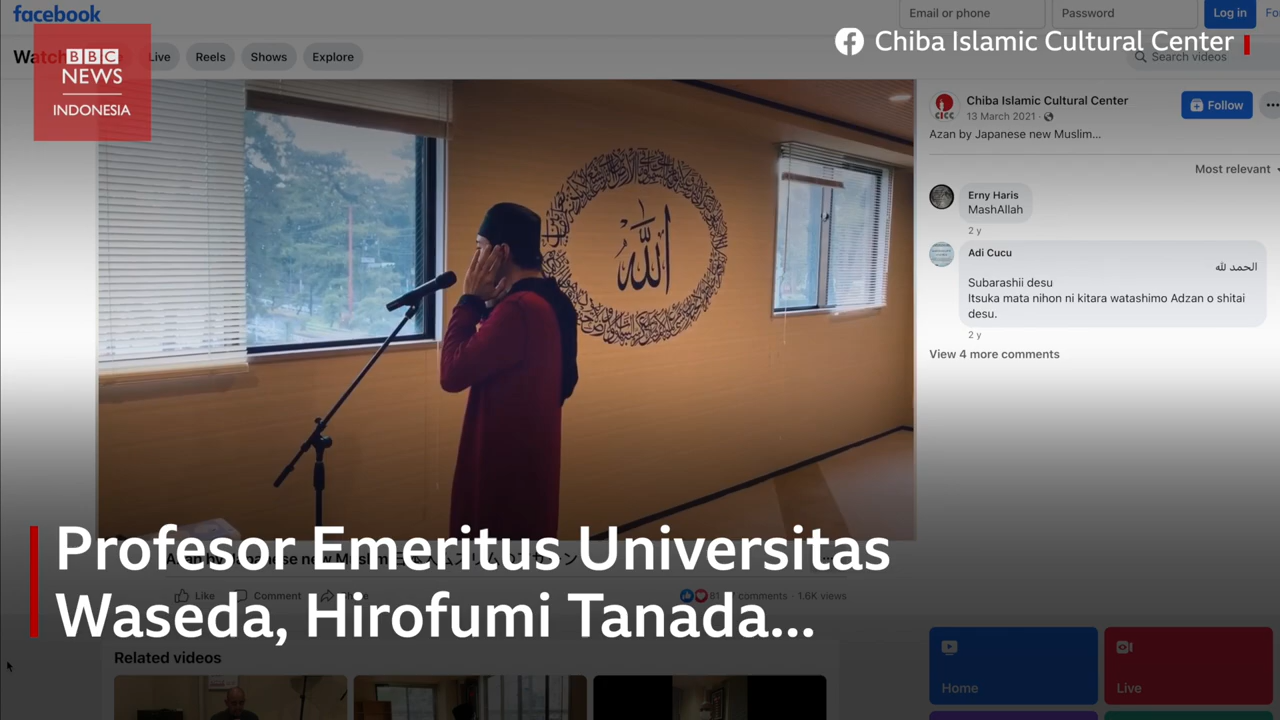 facebook
Email or phone
Password
Log in
Chiba Islamic Cultural Center
BBC
NEWS
INDONESIA
Live
Reels
Shows
Explore
Search videos
Chiba Islamic Cultural Center
Follow
13 March 2021
Azan by Japanese new Muslim...
Most relevant
Erny Haris
MashAllah
2 y
Adi Cucu
الحمد لله
Subarashii desu
Itsuka mata nihon ni kitara watashimo Adzan o shitai
desu.
2 y
View 4 more comments
الله
Profesor Emeritus Universitas
Waseda, Hirofumi Tanada...
Like
Comment
81
comments · 1.6K views
Related videos
Home
Live